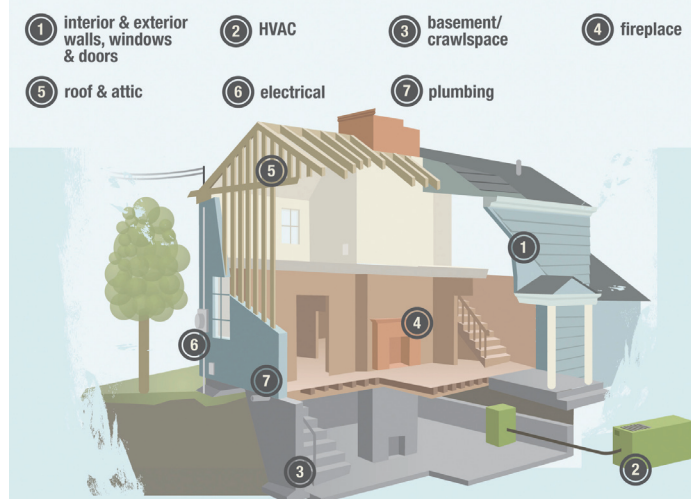 1 interior & exterior
walls, windows
& doors
2 HVAC
3 basement/
crawlspace
4 fireplace
5 roof & attic
6 electrical
7 plumbing
5
1
4
6
7
3
2